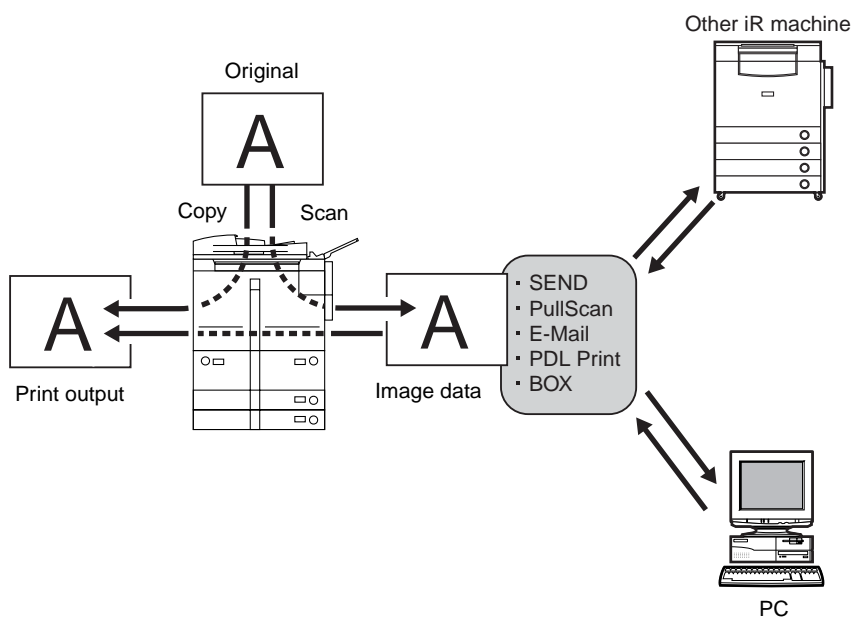 Other iR machine
Original
A
Copy
Scan
A
A
· SEND
· PullScan
· E-Mail
· PDL Print
· BOX
Print output
Image data
PC